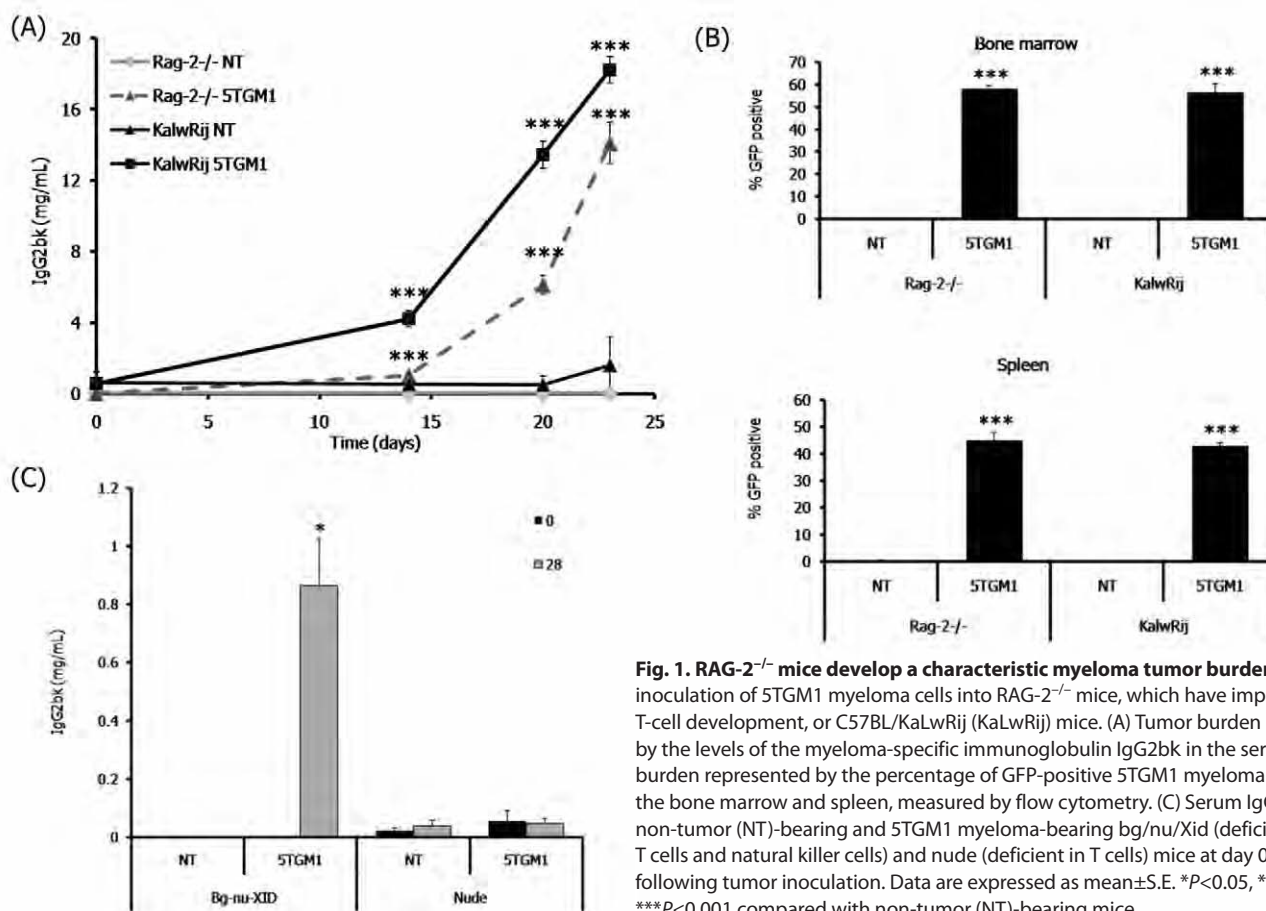 (A)
20
16
12
8
4
0
IgG2bk (mg/mL)
Rag-2-/- NT
Rag-2-/- 5TGM1
KalwRij NT
KalwRij 5TGM1
***
***
***
***
***
***
0 5 10 15 20 25
Time (days)
(B)
Bone marrow
70
60
50
40
30
20
10
0
% GFP positive
***
***
NT 5TGM1 NT 5TGM1
Rag-2-/- KalwRij
Spleen
60
50
40
30
20
10
0
% GFP positive
***
***
NT 5TGM1 NT 5TGM1
Rag-2-/- KalwRij
(C)
1.2
1
0.8
0.6
0.4
0.2
0
IgG2bk (mg/mL)
*
0
28
NT 5TGM1 NT 5TGM1
Bg-nu-XID Nude
Fig. 1. RAG-2−/− mice develop a characteristic myeloma tumor burden
inoculation of 5TGM1 myeloma cells into RAG-2−/− mice, which have imp
T-cell development, or C57BL/KaLwRij (KaLwRij) mice. (A) Tumor burden
by the levels of the myeloma-specific immunoglobulin IgG2bk in the ser
burden represented by the percentage of GFP-positive 5TGM1 myeloma
the bone marrow and spleen, measured by flow cytometry. (C) Serum IgG
non-tumor (NT)-bearing and 5TGM1 myeloma-bearing bg/nu/Xid (defici
T cells and natural killer cells) and nude (deficient in T cells) mice at day 0
following tumor inoculation. Data are expressed as mean±S.E. *P<0.05, *
***P<0.001 compared with non-tumor (NT)-bearing mice.